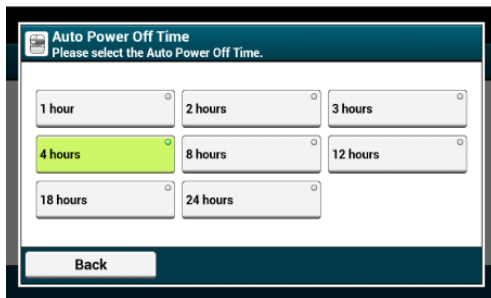 Auto Power Off Time
Please select the Auto Power Off Time.
1 hour
2 hours
3 hours
4 hours
8 hours
12 hours
18 hours
24 hours
Back